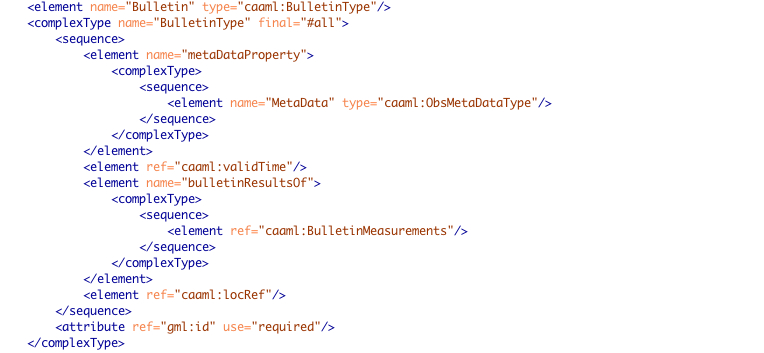 <element name="Bulletin" type="caaml:BulletinType"/>
<complexType name="BulletinType" final="#all">
<sequence>
<element name="metaDataProperty">
<complexType>
<sequence>
<element name="MetaData" type="caaml:ObsMetaDataType"/>
</sequence>
</complexType>
</element>
<element ref="caaml:validTime"/>
<element name="bulletinResultsOf">
<complexType>
<sequence>
<element ref="caaml:BulletinMeasurements"/>
</sequence>
</complexType>
</element>
<element ref="caaml:locRef"/>
</sequence>
<attribute ref="gml:id" use="required"/>
</complexType>